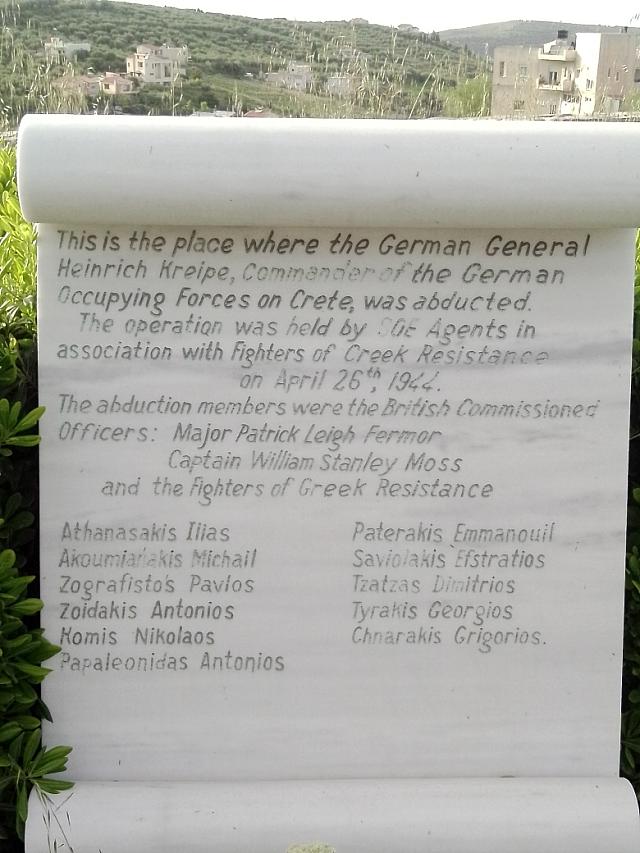 This is the place where the German General
Heinrich Kreipe, Commander of the German
Occupying Forces on Crete, was abducted.
The operation was held by SOE Agents in
association with Fighters of Greek Resistance
on April 26th, 1944.
The abduction members were the British Commissioned
Officers: Major Patrick Leigh Fermor
Captain William Stanley Moss
and the Fighters of Greek Resistance
Athanasakis Ilias
Akoumianakis Michail
Zografistos Pavlos
Zoidakis Antonios
Komis Nikolaos
Papaleonidas Antonios
Paterakis Emmanouil
Saviolakis Efstratios
Tzatzas Dimitrios
Tyrakis Georgios
Chnarakis Grigorios.